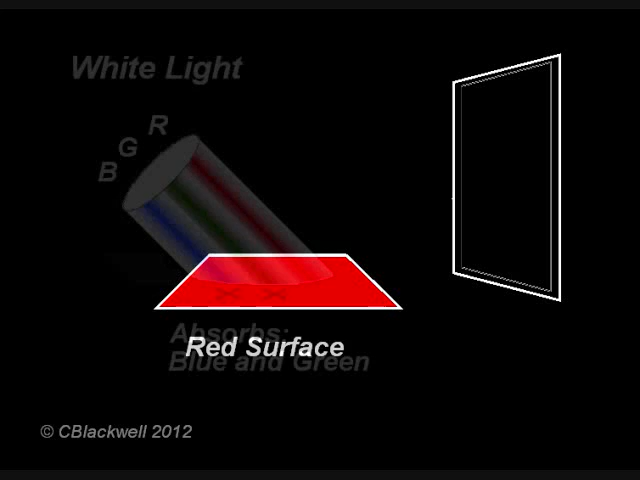 White Light
R
G
B
Absorbs:
Red Surface
Blue and Green
© CBlackwell 2012